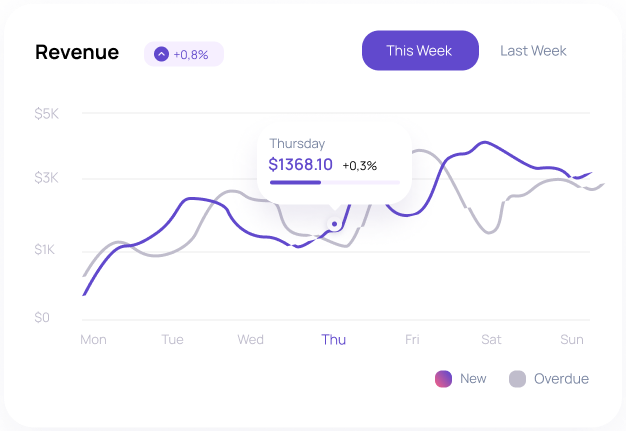 Revenue
+0,8%
This Week
Last Week
$5K
Thursday
$1368.10 +0,3%
$3K
$1K
$0
Mon Tue Wed Thu Fri Sat Sun
New Overdue